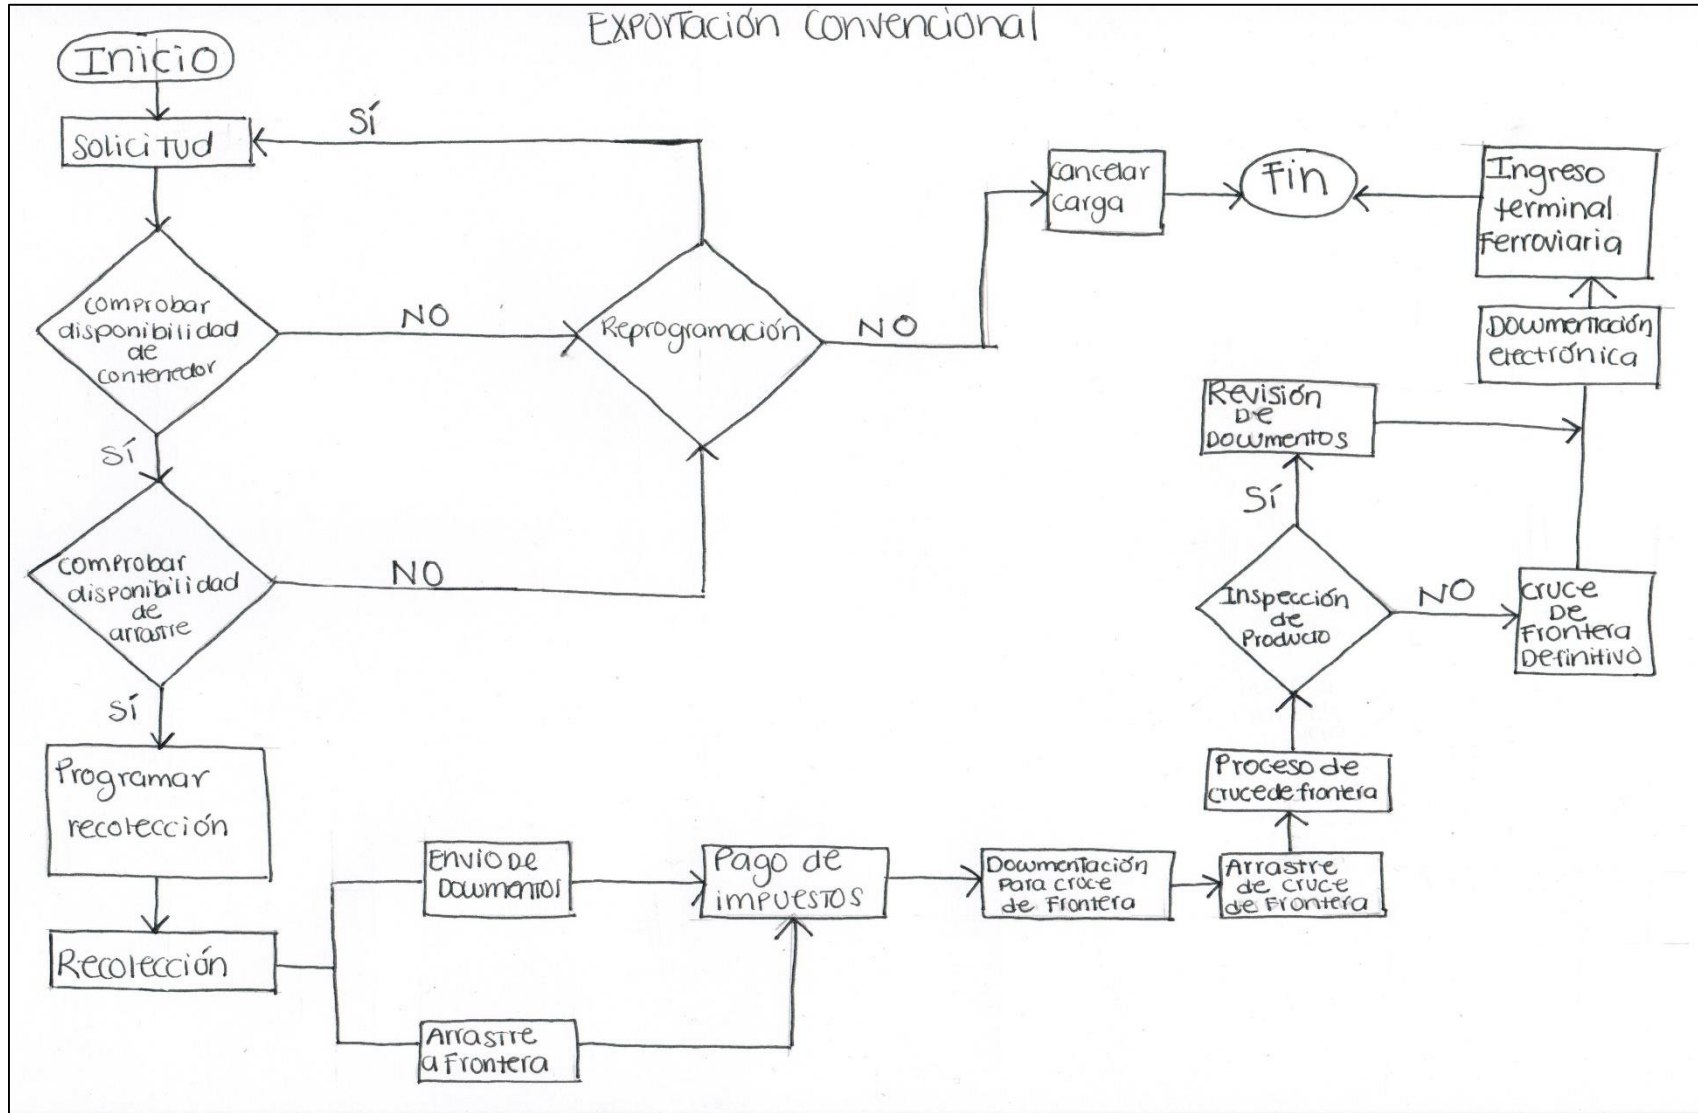 Exportación Convencional
Inicio
Solicitud
SÍ
comprobar
disponibilidad
de
contenedor
NO
Reprogramación
NO
cancelar
carga
Fin
Ingreso
terminal
Ferroviaria
Documentación
electrónica
SÍ
comprobar
disponibilidad
de
arrastre
NO
Revisión
DE
Documentos
SÍ
Inspección
de
Producto
NO
cruce
DE
Frontera
Definitivo
SÍ
Programar
recolección
Proceso de
cruce de frontera
Recolección
Envio De
Documentos
Pago de
impuestos
Documentación
Para cruce
de Frontera
Arrastre
de cruce
de Frontera
Arrastre
a Frontera